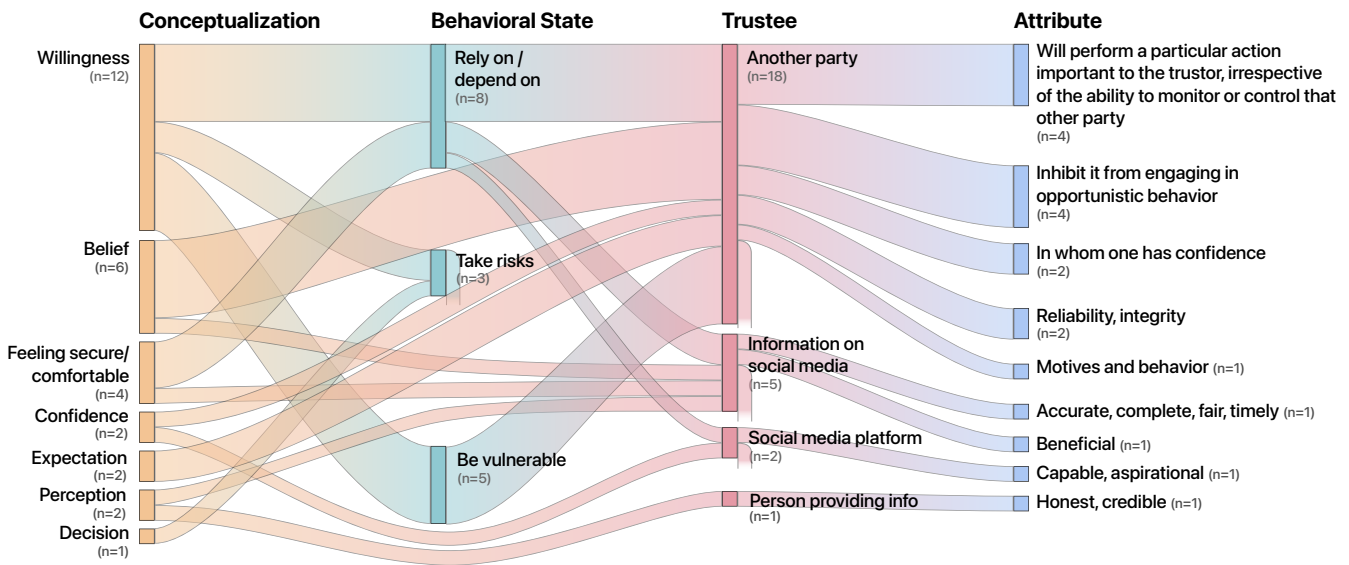 Conceptualization
Behavioral State
Trustee
Attribute
Willingness
(n=12)
Belief
(n=6)
Feeling secure/
comfortable
(n=4)
Confidence
(n=2)
Expectation
(n=2)
Perception
(n=2)
Decision
(n=1)
Rely on /
depend on
(n=8)
Take risks
(n=3)
Be vulnerable
(n=5)
Another party
(n=18)
Information on
social media
(n=5)
Social media platform
(n=2)
Person providing info
(n=1)
Will perform a particular action
important to the trustor, irrespective
of the ability to monitor or control that
other party
(n=4)
Inhibit it from engaging in
opportunistic behavior
(n=4)
In whom one has confidence
(n=2)
Reliability, integrity
(n=2)
Motives and behavior (n=1)
Accurate, complete, fair, timely (n=1)
Beneficial (n=1)
Capable, aspirational (n=1)
Honest, credible (n=1)